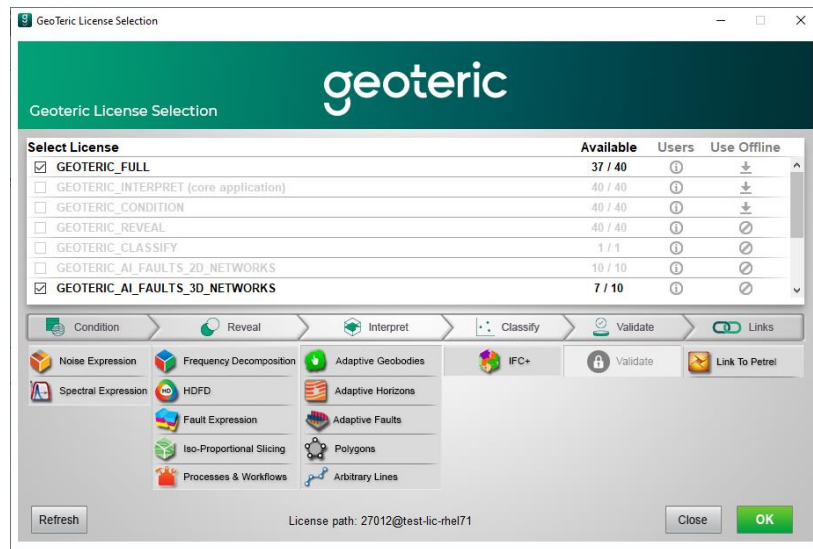 GeoTeric License Selection
geoteric
Geoteric License Selection
Select License Available Users Use Offline
GEOTERIC_FULL 37 / 40
GEOTERIC_INTERPRET (core application) 40 / 40
GEOTERIC_CONDITION 40 / 40
GEOTERIC_REVEAL 40 / 40
GEOTERIC_CLASSIFY 1 / 1
GEOTERIC_AI_FAULTS_2D_NETWORKS 10 / 10
GEOTERIC_AI_FAULTS_3D_NETWORKS 7 / 10
Condition Reveal Interpret Classify Validate Links
Noise Expression Frequency Decomposition Adaptive Geobodies IFC+ Validate Link To Petrel
Spectral Expression HD HDFD Adaptive Horizons
Fault Expression Adaptive Faults
Iso-Proportional Slicing Polygons
Processes & Workflows Arbitrary Lines
Refresh License path: 27012@test-lic-rhel71 Close OK